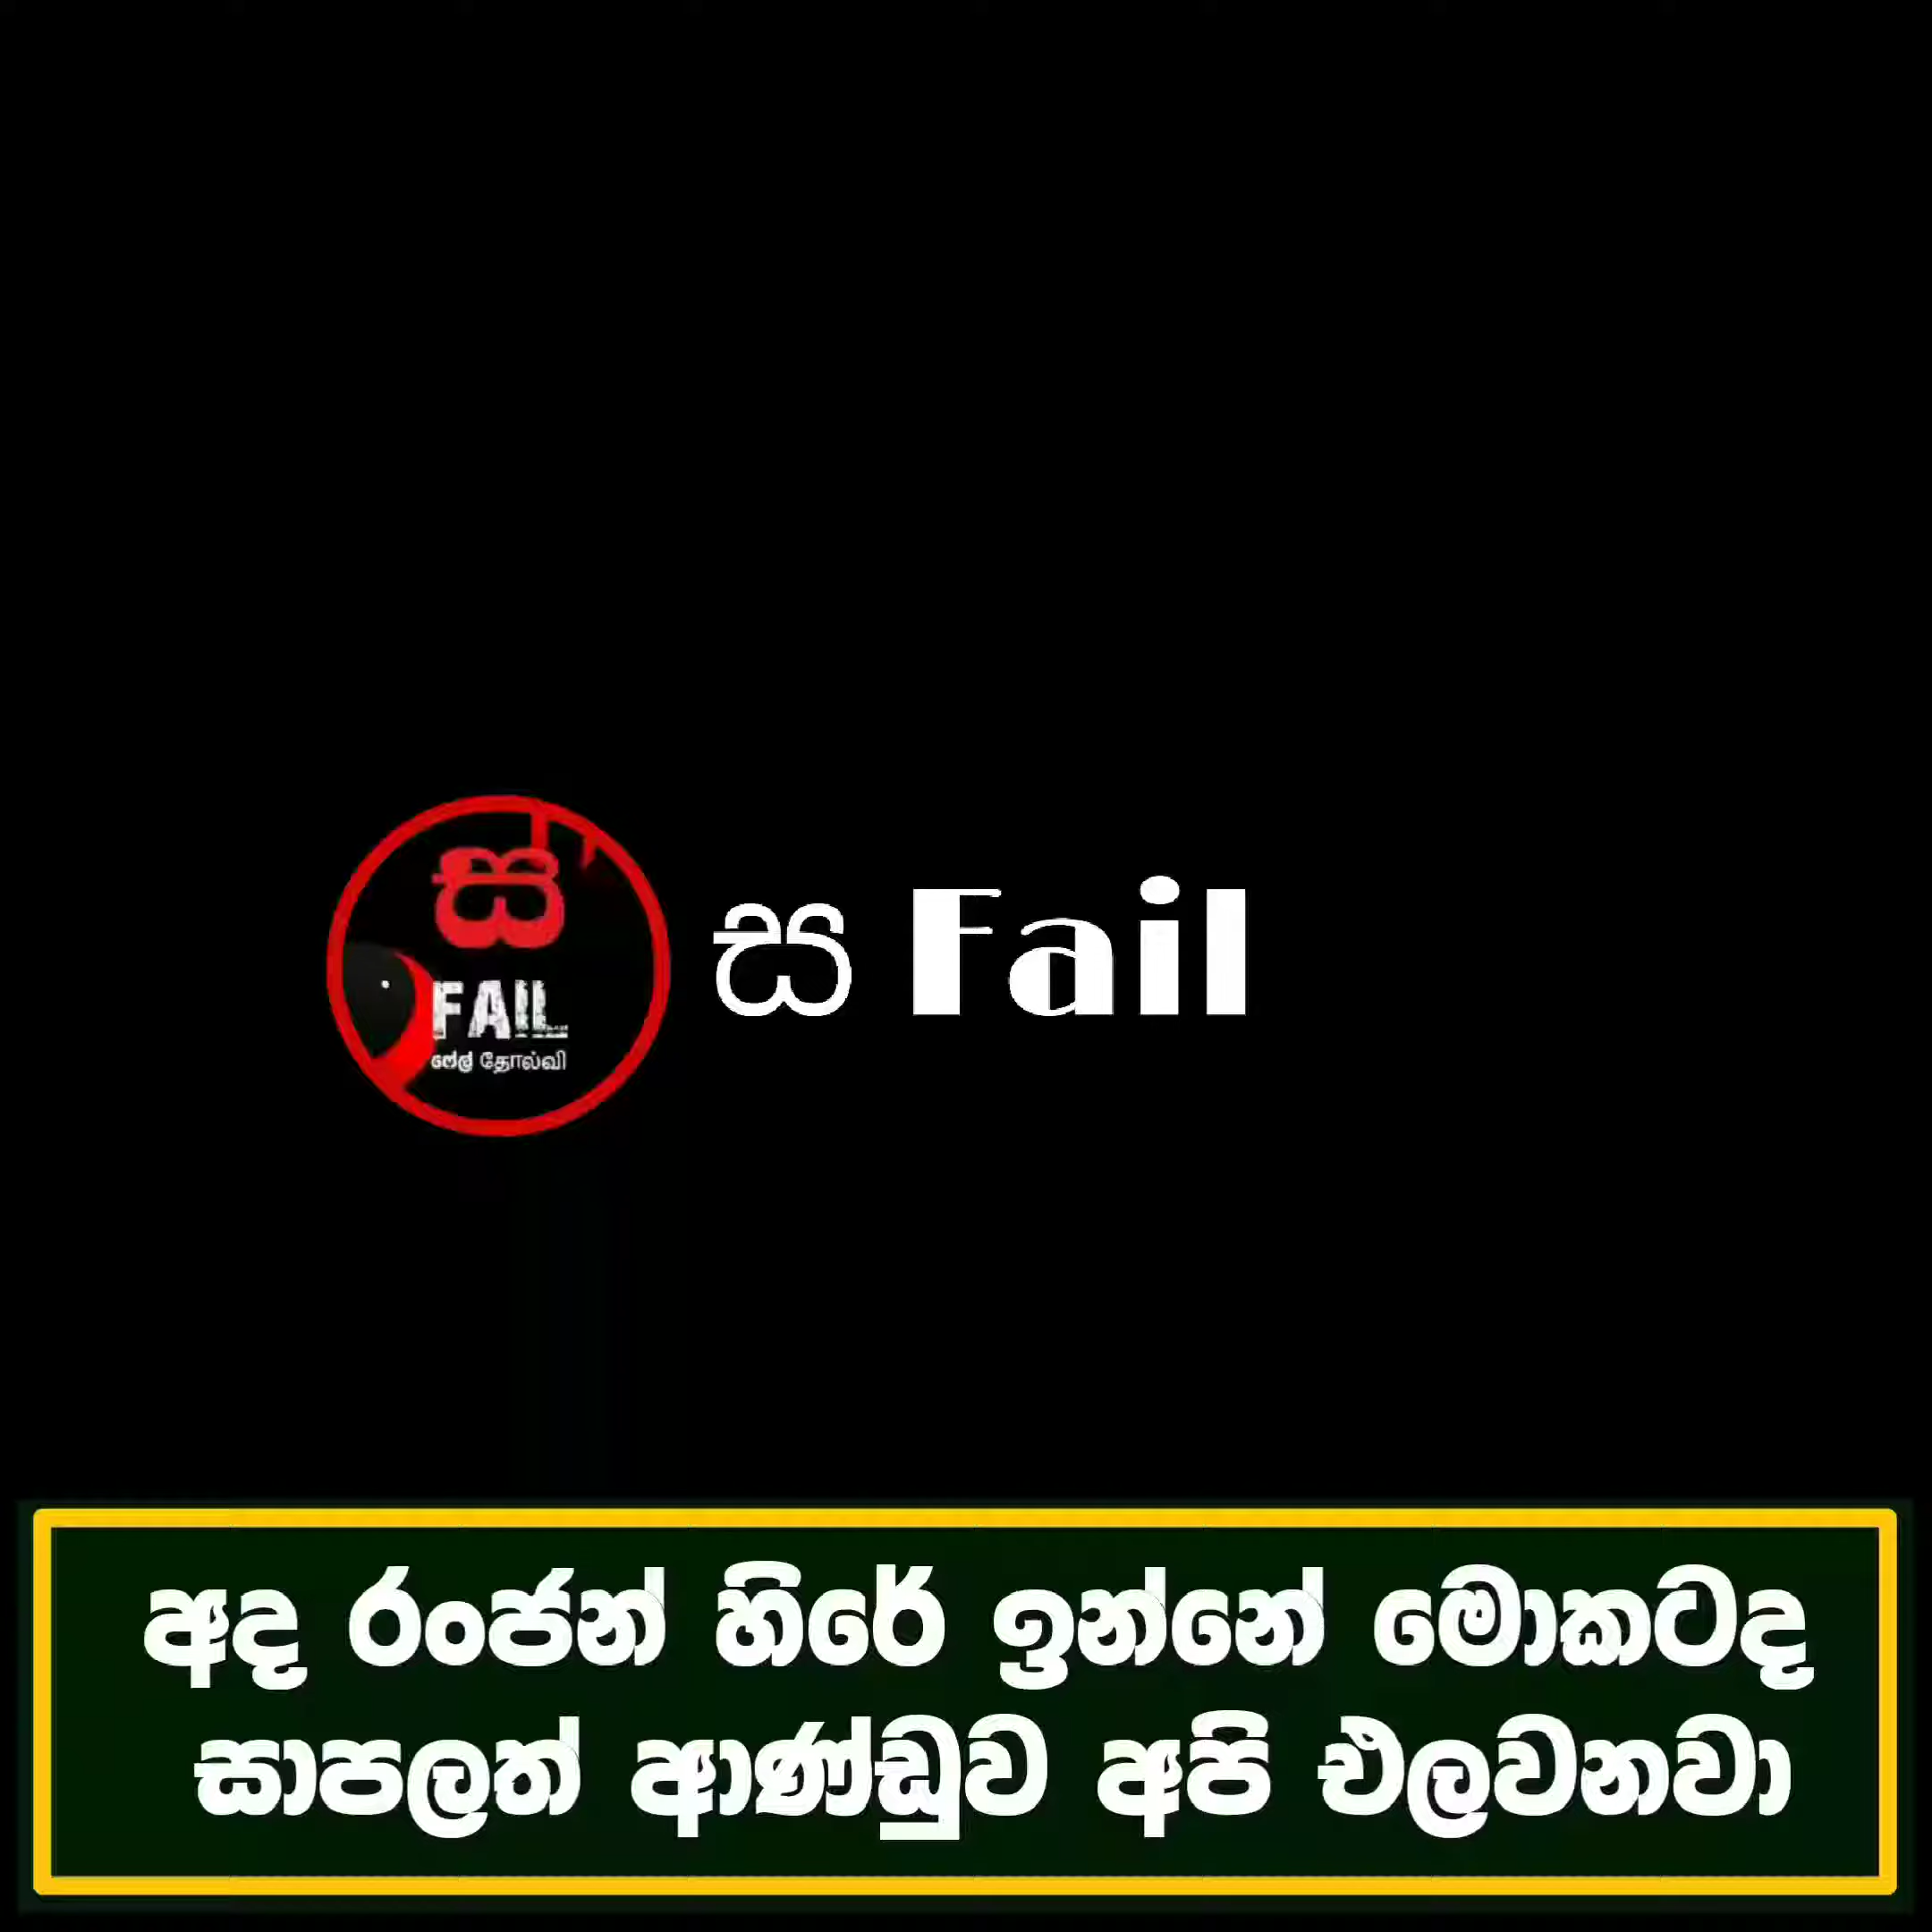 ස
FAIL
ෆේල් தோல்வி
ස Fail
අද රංජන් හිරේ ඉන්නේ මොකටද
සාපලත් ආණ්ඩුව අපි එලවනවා